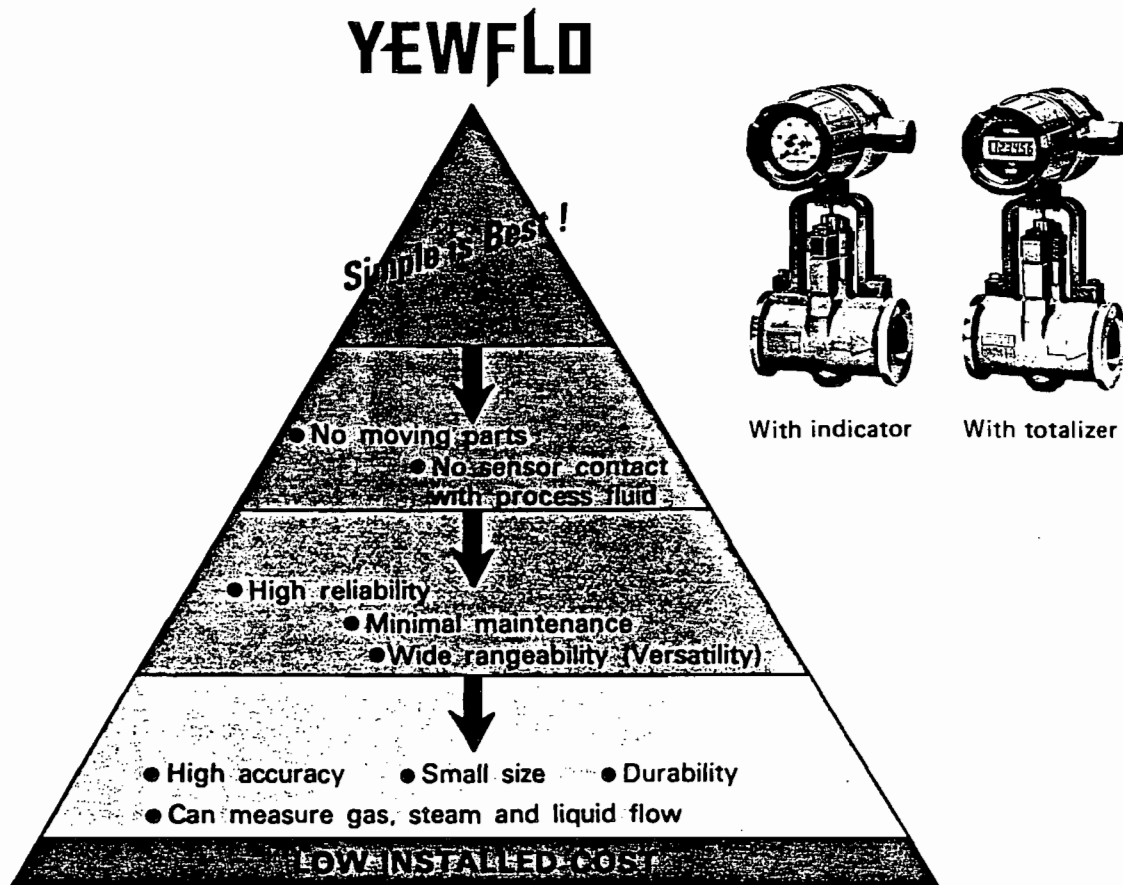 YEWFLO
Simple is Best!
● No moving parts
● No sensor contact
with process fluid
● High reliability
● Minimal maintenance
● Wide rangeability (Versatility)
● High accuracy ● Small size ● Durability
● Can measure gas, steam and liquid flow
LOW INSTALLED COST
123456
With indicator With totalizer